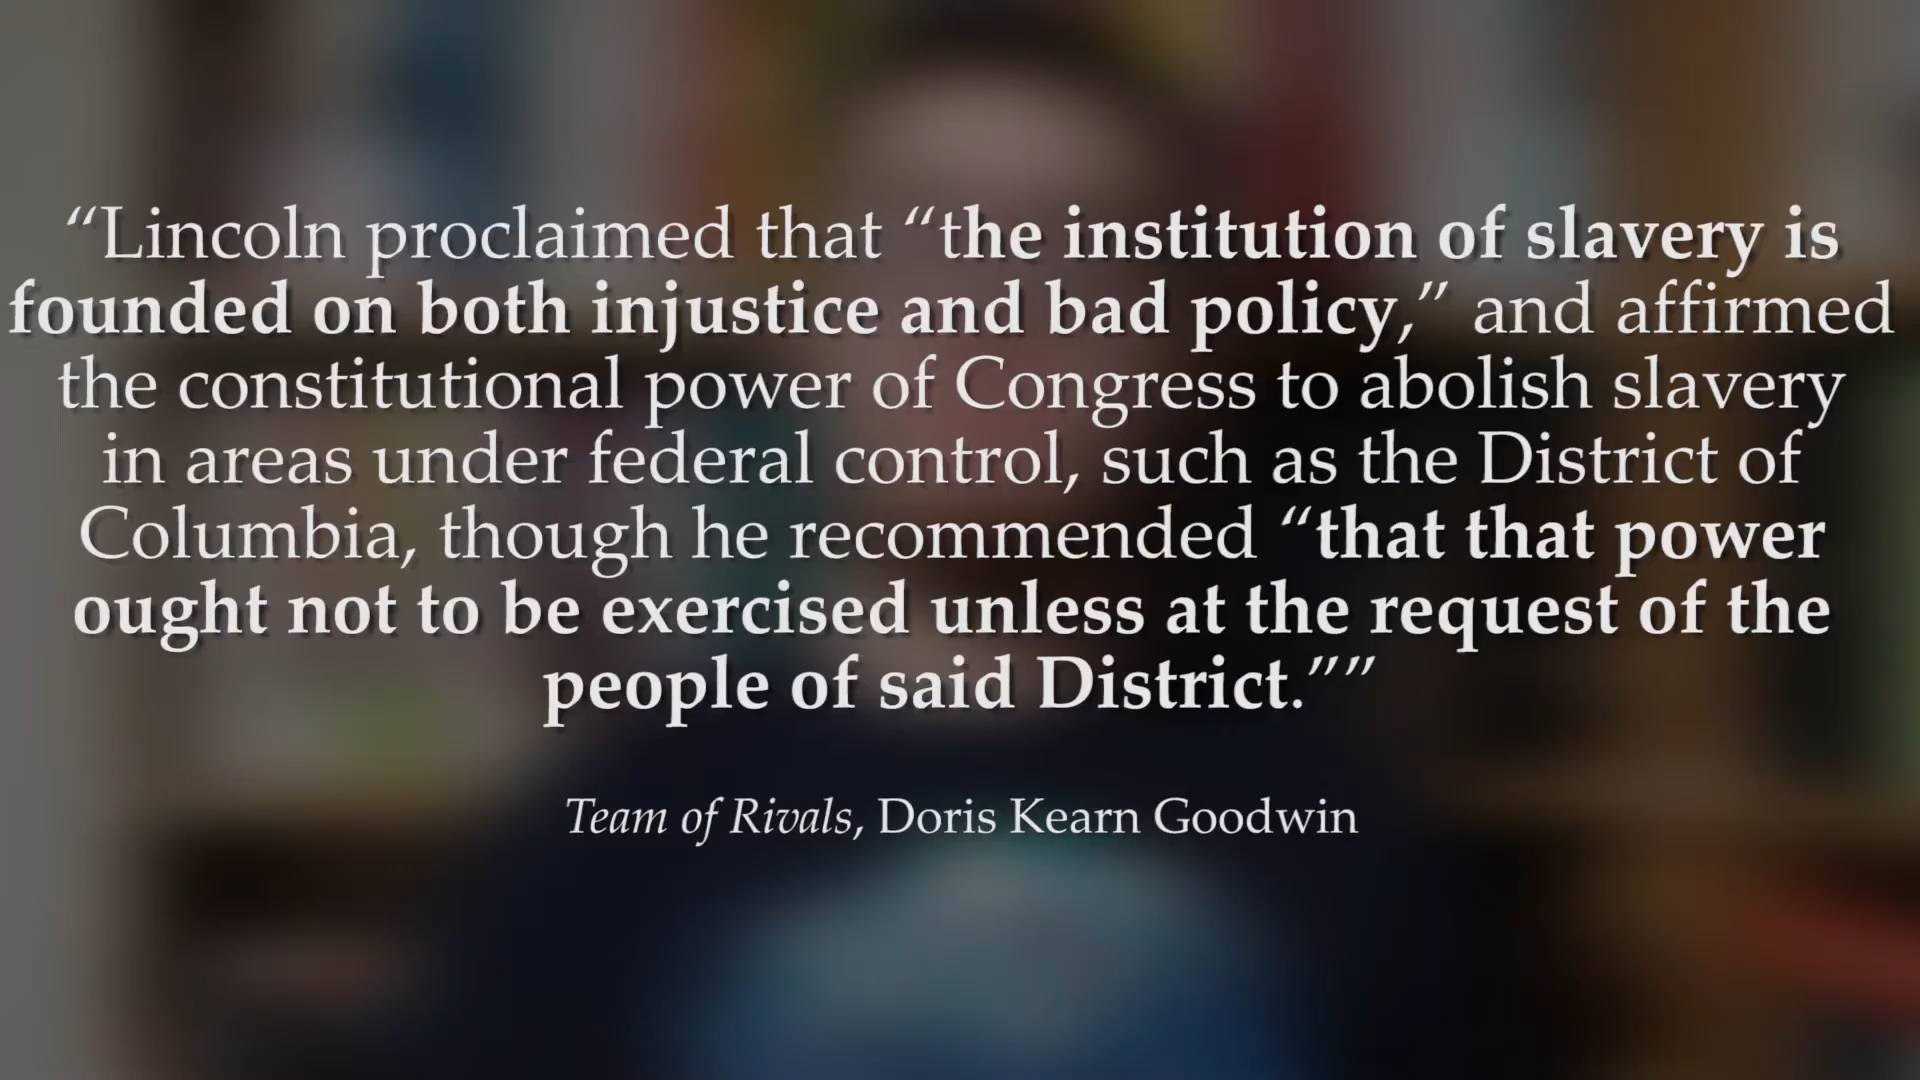 “Lincoln proclaimed that “the institution of slavery is
founded on both injustice and bad policy,” and affirmed
the constitutional power of Congress to abolish slavery
in areas under federal control, such as the District of
Columbia, though he recommended “that that power
ought not to be exercised unless at the request of the
people of said District.””
Team of Rivals, Doris Kearn Goodwin